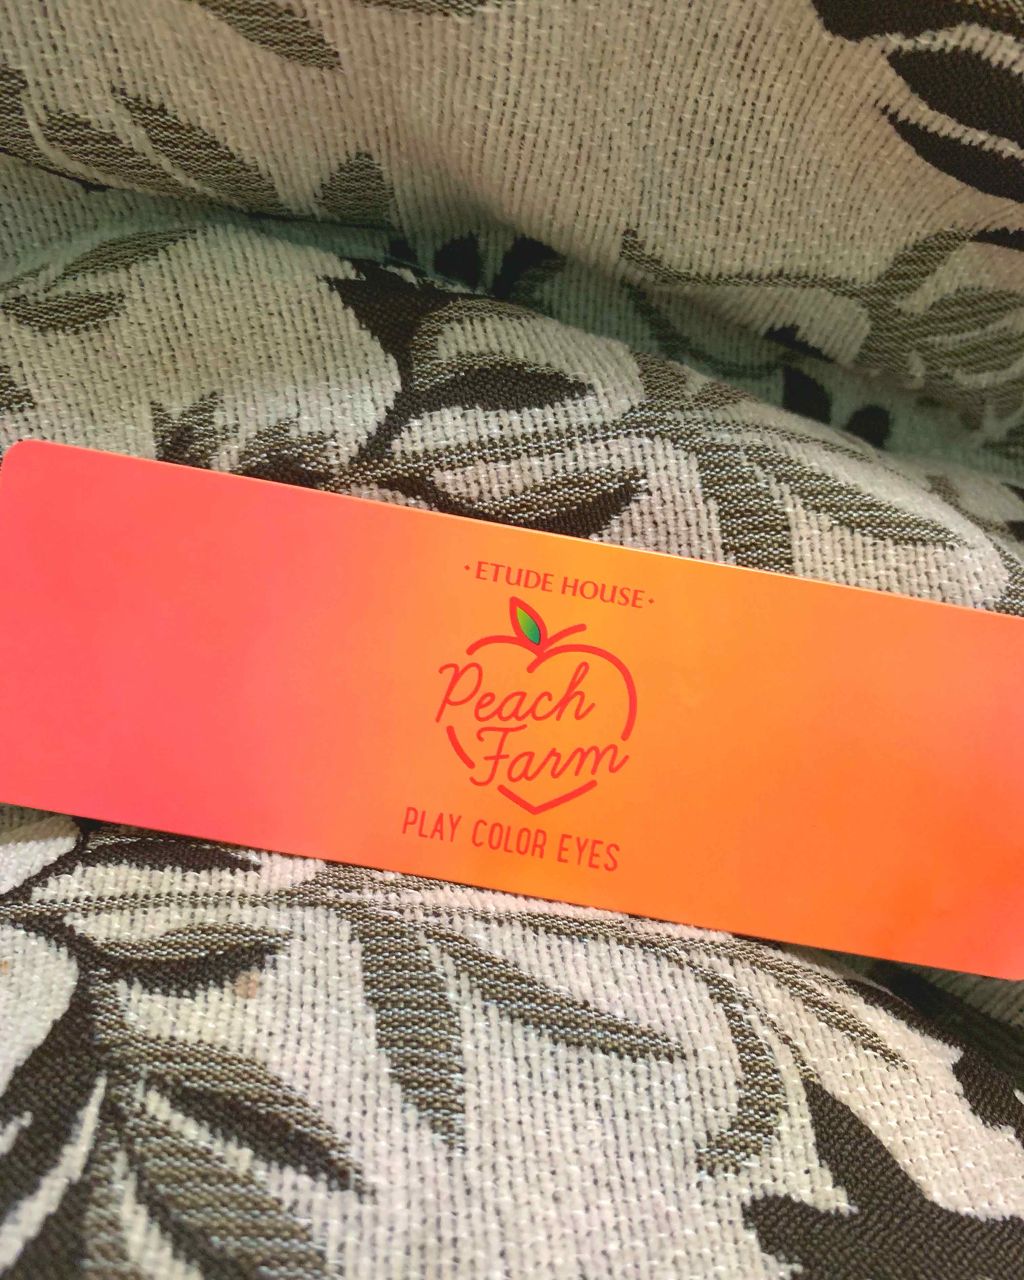 ·ETUDE HOUSE·
Peach
Farm
PLAY COLOR EYES